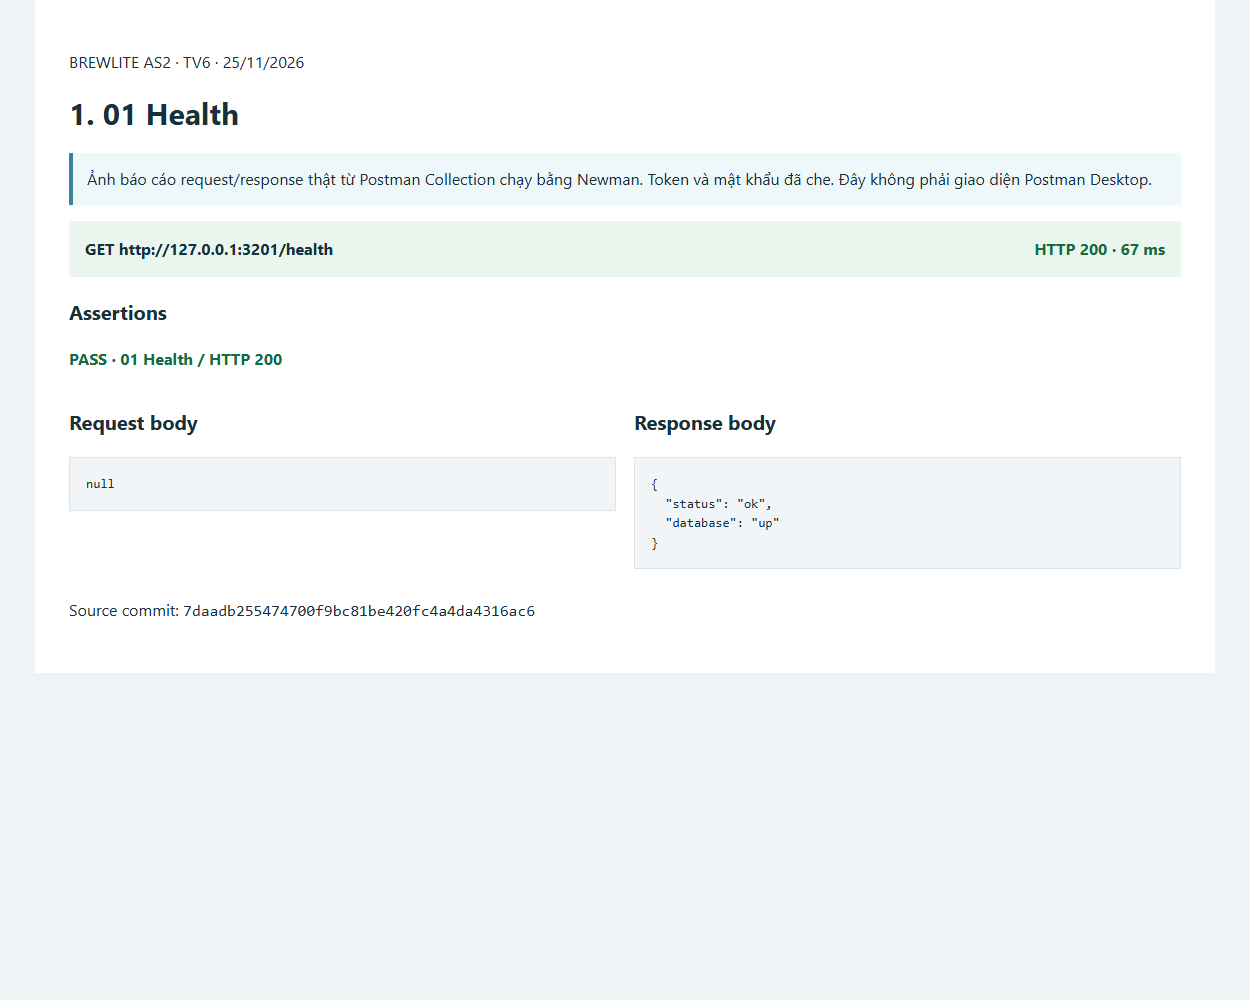 BREWLITE AS2 · TV6 · 25/11/2026
1. 01 Health
Ảnh báo cáo request/response thật từ Postman Collection chạy bằng Newman. Token và mật khẩu đã che. Đây không phải giao diện Postman Desktop.
GET http://127.0.0.1:3201/health
HTTP 200 · 67 ms
Assertions
PASS · 01 Health / HTTP 200
Request body
null
Response body
{
  "status": "ok",
  "database": "up"
}
Source commit: 7daadb255474700f9bc81be420fc4a4da4316ac6